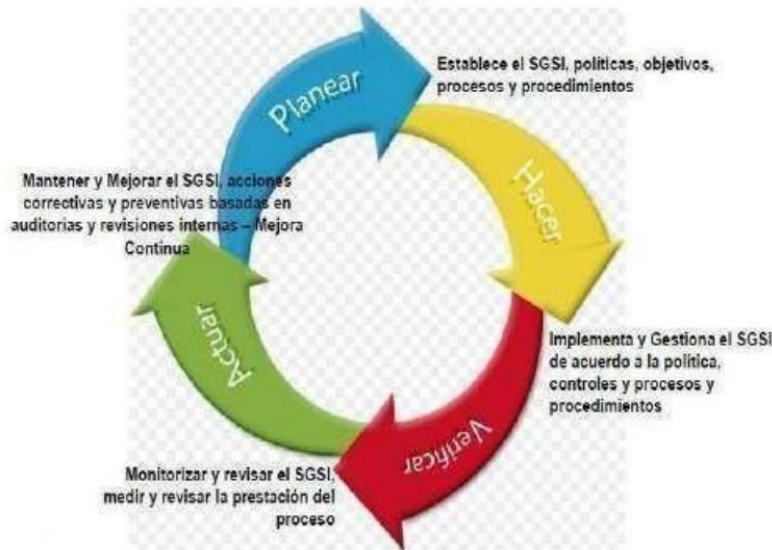 Planear
Establece el SGSI, políticas, objetivos,
procesos y procedimientos
Hacer
Implementa y Gestiona el SGSI
de acuerdo a la política,
controles y procesos y
procedimientos
Verificar
Monitorizar y revisar el SGSI,
medir y revisar la prestación del
proceso
Actuar
Mantener y Mejorar el SGSI, acciones
correctivas y preventivas basadas en
auditorias y revisiones internas – Mejora
Continua